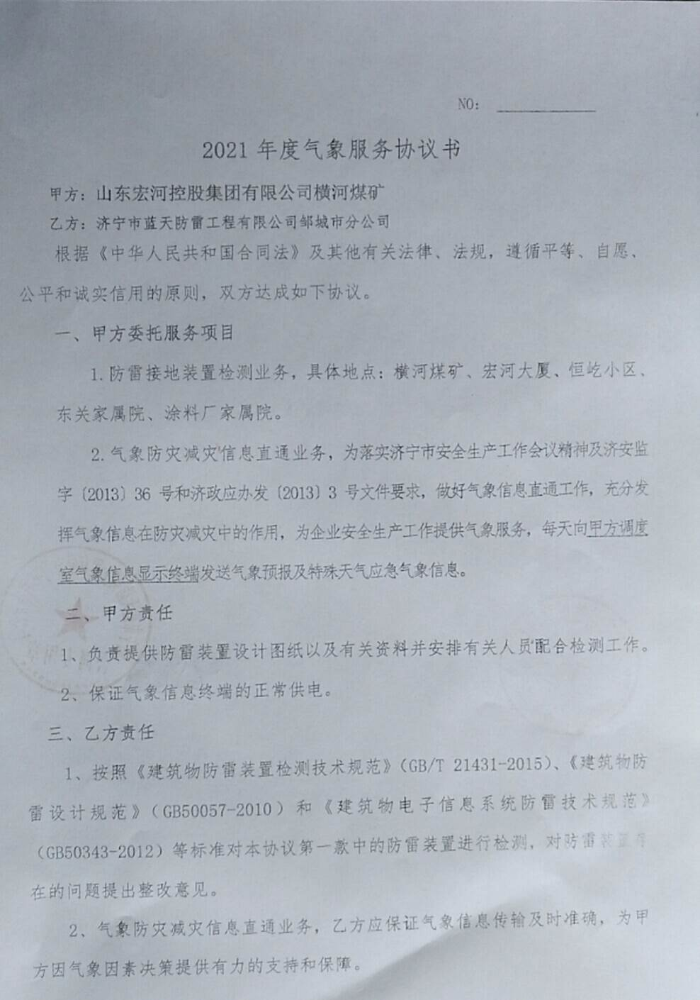 NO：
2021 年度气象服务协议书
甲方：山东宏河控股集团有限公司横河煤矿
乙方：济宁市蓝天防雷工程有限公司邹城市分公司
根据《中华人民共和国合同法》及其他有关法律、法规，遵循平等、自愿、
公平和诚实信用的原则，双方达成如下协议。
一、甲方委托服务项目
1.防雷接地装置检测业务，具体地点：横河煤矿、宏河大厦、恒屹小区、
东关家属院、涂料厂家属院。
2.气象防灾减灾信息直通业务，为落实济宁市安全生产工作会议精神及济安监
字〔2013〕36 号和济政应办发〔2013〕3 号文件要求，做好气象信息直通工作，充分发
挥气象信息在防灾减灾中的作用，为企业安全生产工作提供气象服务，每天向甲方调度
室气象信息显示终端发送气象预报及特殊天气应急气象信息。
二、甲方责任
1、负责提供防雷装置设计图纸以及有关资料并安排有关人员配合检测工作。
2、保证气象信息终端的正常供电。
三、乙方责任
1、按照《建筑物防雷装置检测技术规范》（GB/T 21431-2015）、《建筑物防
雷设计规范》（GB50057-2010）和《建筑物电子信息系统防雷技术规范》
（GB50343-2012）等标准对本协议第一款中的防雷装置进行检测，对防雷装置存
在的问题提出整改意见。
2、气象防灾减灾信息直通业务，乙方应保证气象信息传输及时准确，为甲
方因气象因素决策提供有力的支持和保障。